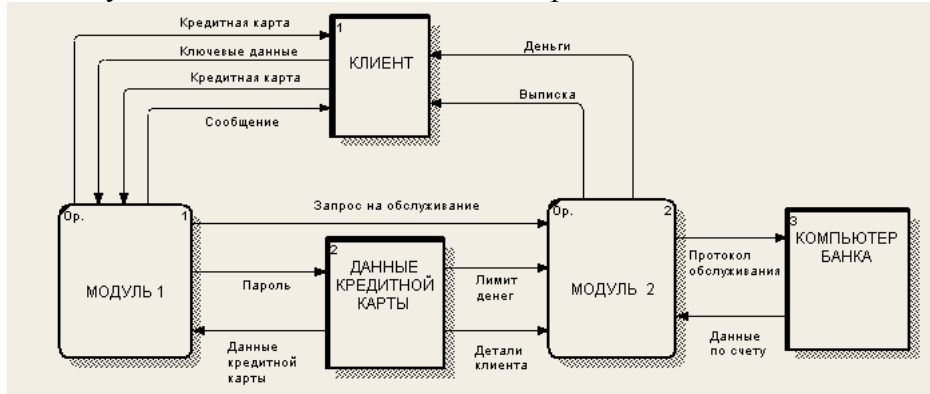 Кредитная карта
1
Ключевые данные
КЛИЕНТ
Деньги
Кредитная карта
Выписка
Сообщение
0р.
1
Запрос на обслуживание
0р.
2
3
КОМПЬЮТЕР
БАНКА
2
ДАННЫЕ
КРЕДИТНОЙ
КАРТЫ
Протокол
обслуживания
МОДУЛЬ 1
Пароль
Лимит
денег
МОДУЛЬ 2
Данные
кредитной
карты
Детали
клиента
Данные
по счету